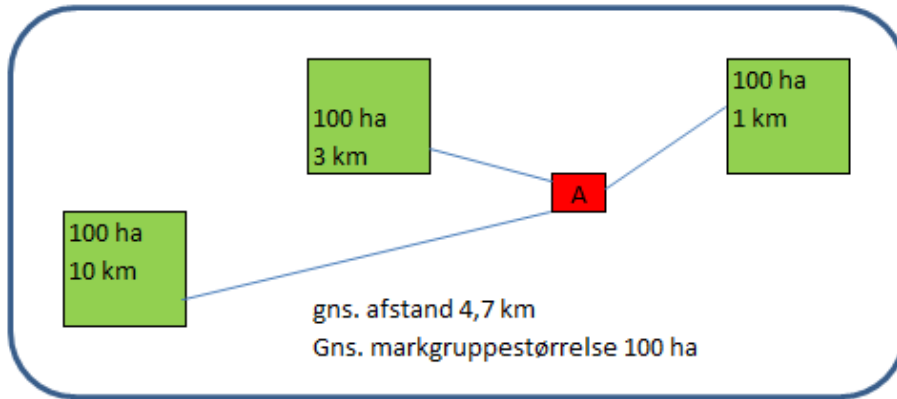 100 ha
3 km
100 ha
1 km
A
100 ha
10 km
gns. afstand 4,7 km
Gns. markgruppestørrelse 100 ha